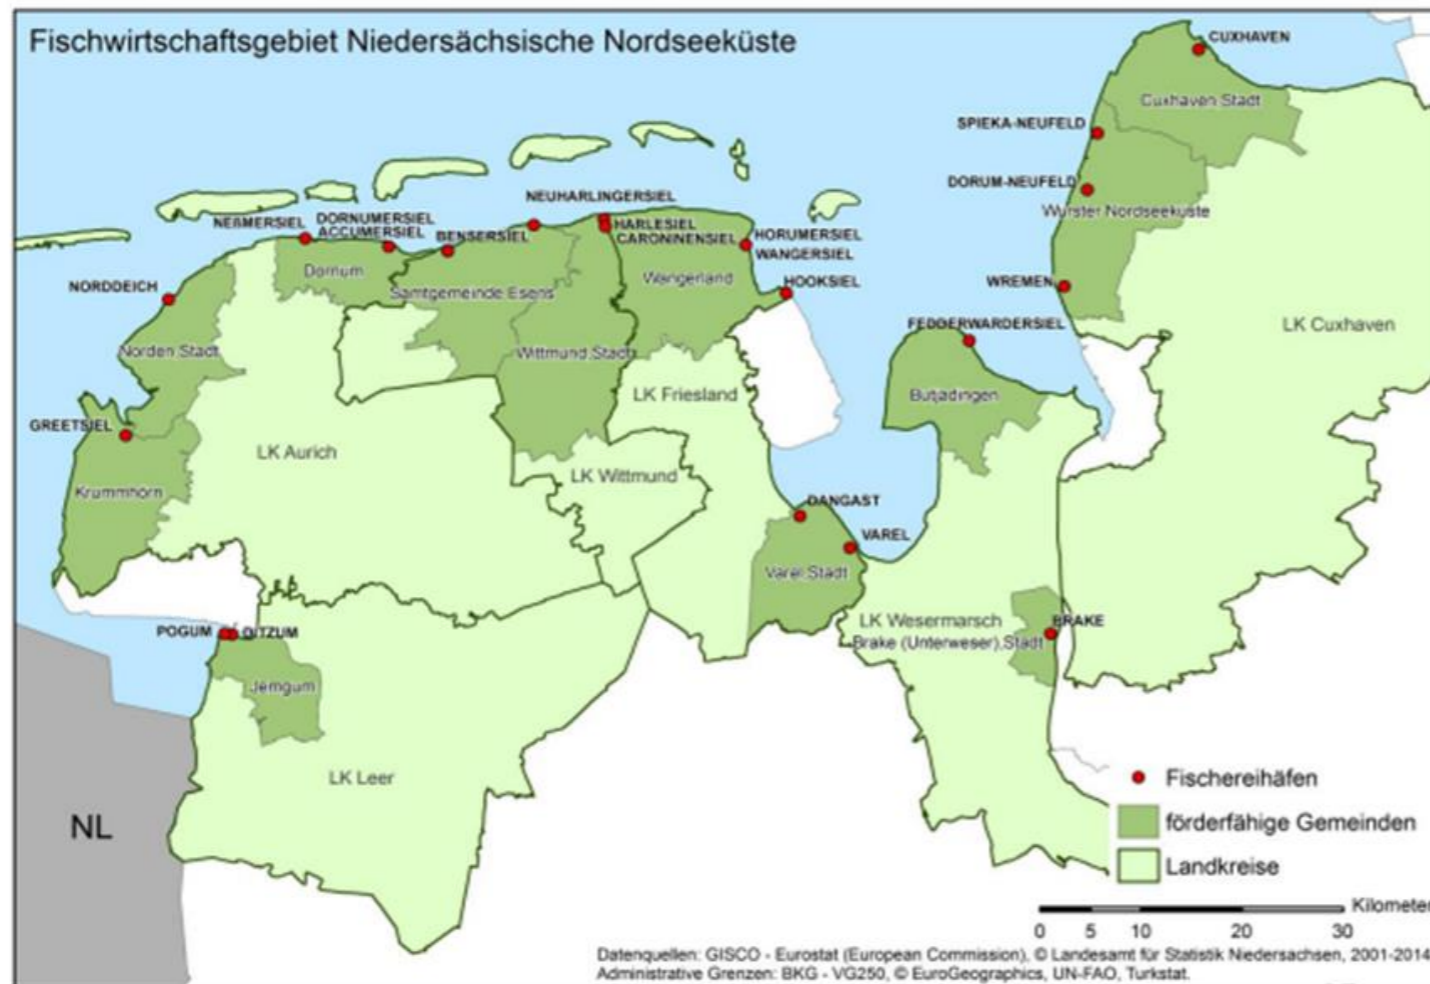 Fischwirtschaftsgebiet Niedersächsische Nordseeküste
CUXHAVEN
Cuxhaven Stadt
SPIEKA-NEUFELD
DORUM-NEUFELD
Wurster Nordseeküste
NEUHARLINGERSIEL
NEßMERSIEL
DORNUMERSIEL
ACCUMERSIEL
BENSERSIEL
HARLESIEL
CARONINENSIEL
HORUMERSIEL
WANGERSIEL
Dornum
Wangerland
NORDDEICH
Samtgemeinde Esens
HOOKSIEL
WREMEN
FEDDERWARDERSIEL
LK Cuxhaven
Norden Stadt
Wittmund Stadt
LK Friesland
Butjadingen
GREETSIEL
LK Aurich
LK Wittmund
Krummhörn
DANGAST
VAREL
Varel Stadt
POGUM
DITZUM
LK Wesermarsch
BRAKE
Brake (Unterweser),Stadt
Jemgum
LK Leer
NL
Fischereihäfen
förderfähige Gemeinden
Landkreise
Kilometer
0 5 10 20 30
Datenquellen: GISCO - Eurostat (European Commission), © Landesamt für Statistik Niedersachsen, 2001-2014
Administrative Grenzen: BKG - VG250, © EuroGeographics, UN-FAO, Turkstat.